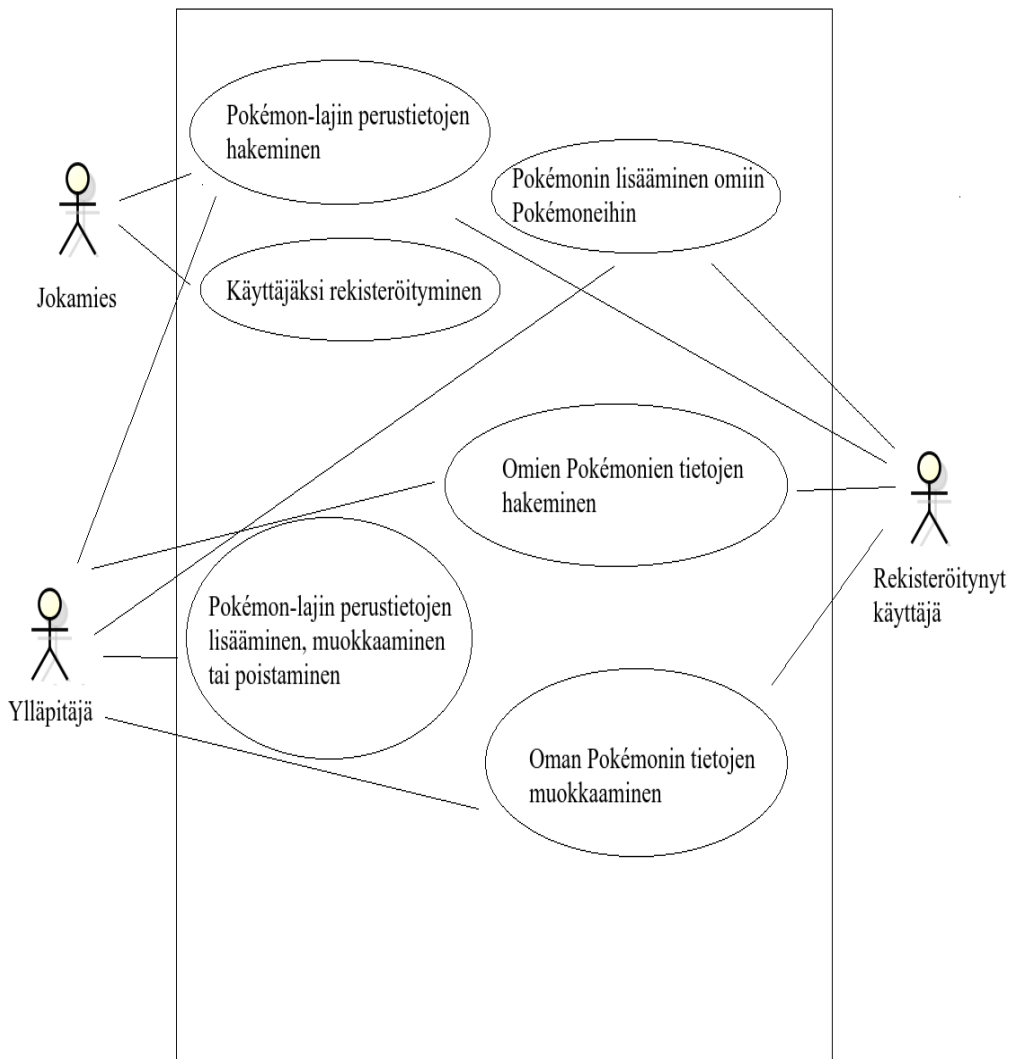 Pokémon-lajin perustietojen
hakeminen
Pokémonin lisääminen omiin
Pokémoneihin
Jokamies
Käyttäjäksi rekisteröityminen
Omien Pokémonien tietojen
hakeminen
Rekisteröitynyt
käyttäjä
Pokémon-lajin perustietojen
lisääminen, muokkaaminen
tai poistaminen
Ylläpitäjä
Oman Pokémonin tietojen
muokkaaminen